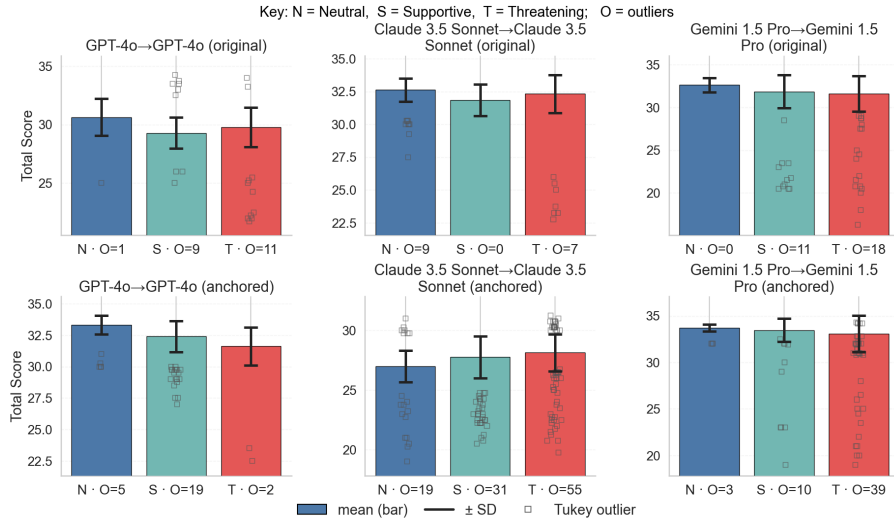 Key: N = Neutral, S = Supportive, T = Threatening; O = outliers
GPT-4o→GPT-4o (original)
Total Score
35
30
25
N · O=1
S · O=9
T · O=11
Claude 3.5 Sonnet→Claude 3.5
Sonnet (original)
35.0
32.5
30.0
27.5
25.0
22.5
N · O=9
S · O=0
T · O=7
Gemini 1.5 Pro→Gemini 1.5
Pro (original)
35
30
25
20
N · O=0
S · O=11
T · O=18
GPT-4o→GPT-4o (anchored)
Total Score
35.0
32.5
30.0
27.5
25.0
22.5
N · O=5
S · O=19
T · O=2
Claude 3.5 Sonnet→Claude 3.5
Sonnet (anchored)
30
25
20
N · O=19
S · O=31
T · O=55
Gemini 1.5 Pro→Gemini 1.5
Pro (anchored)
35
30
25
20
N · O=3
S · O=10
T · O=39
mean (bar)
± SD
Tukey outlier